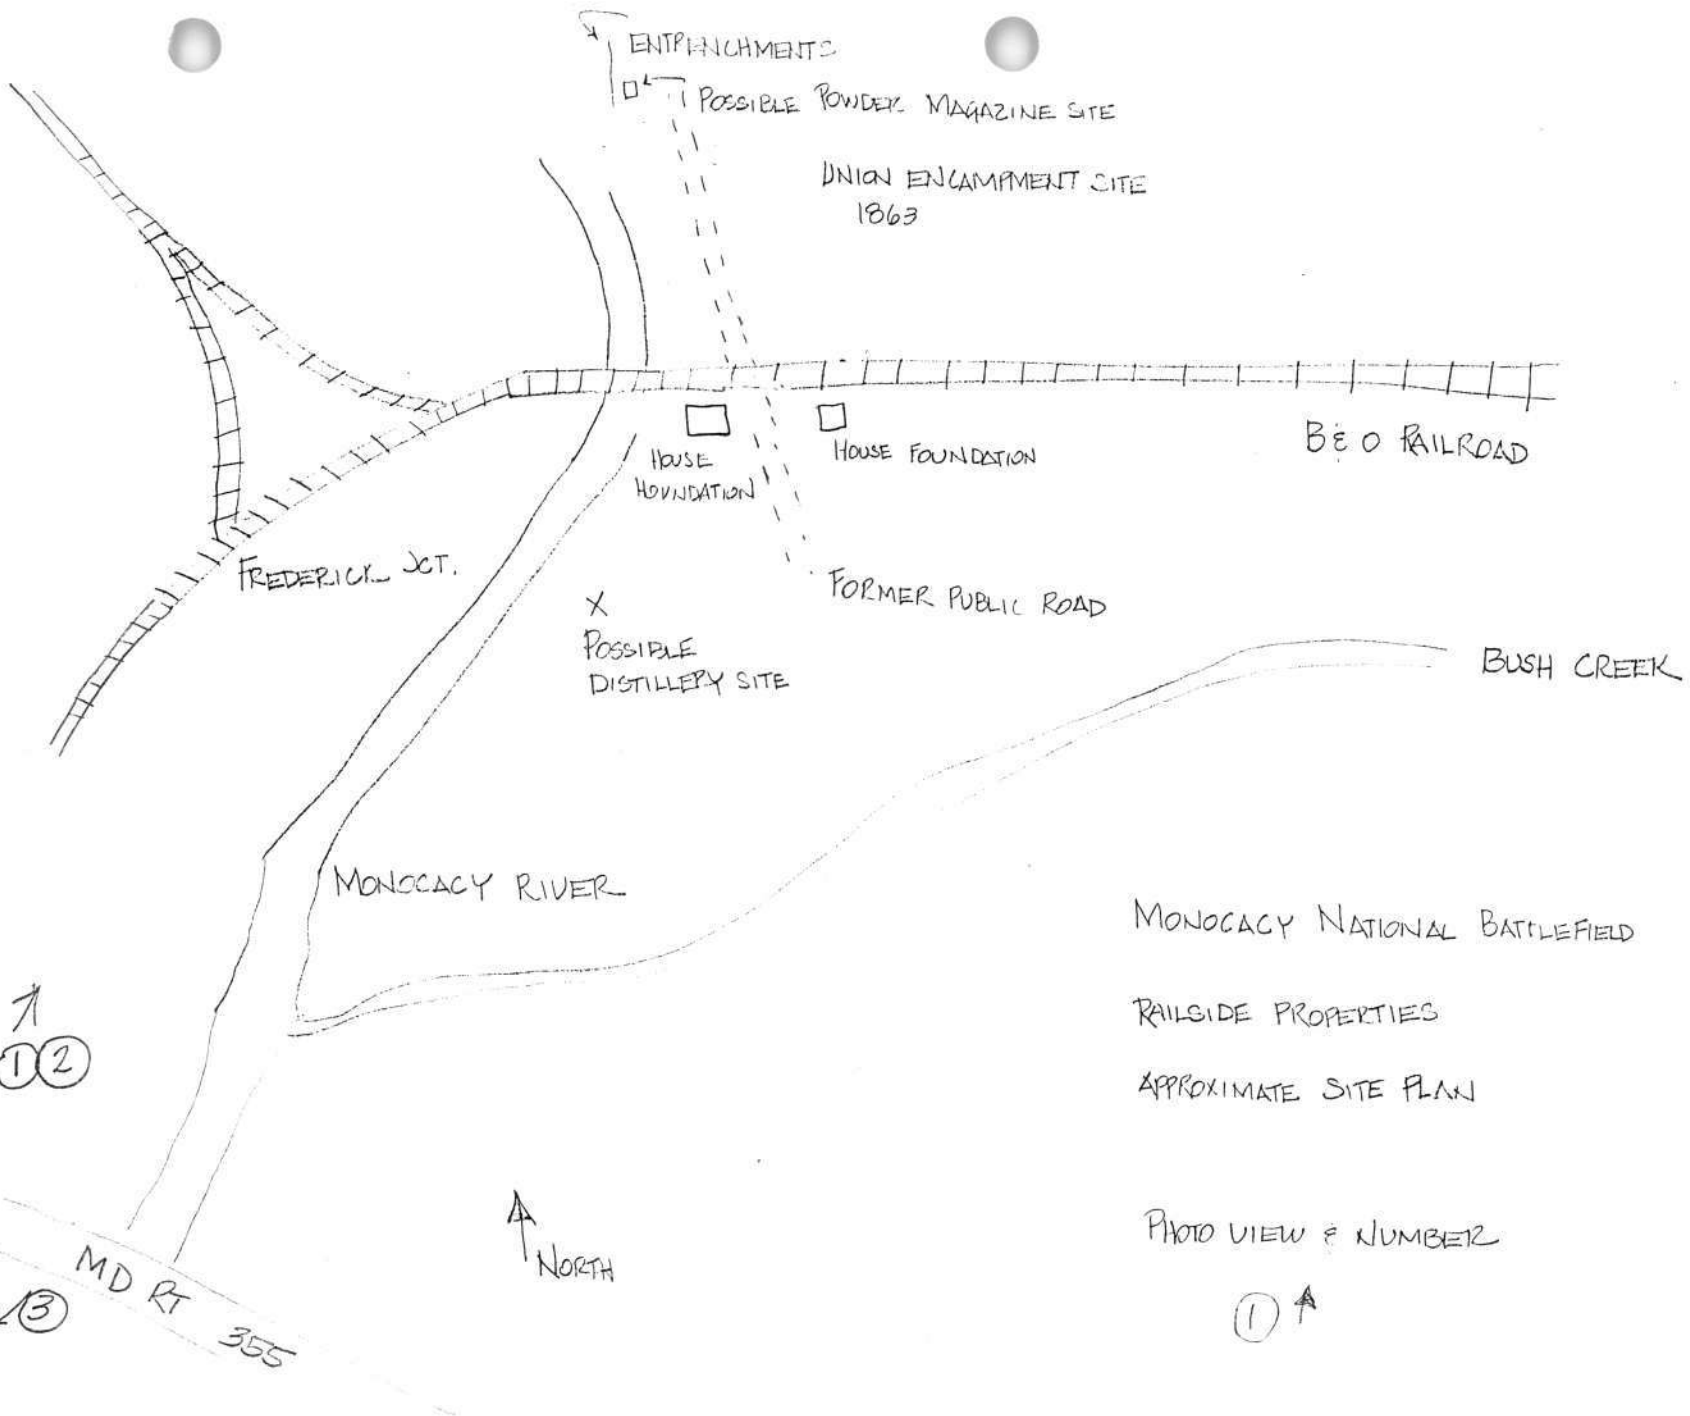 ENTRENCHMENTS
POSSIBLE POWDER MAGAZINE SITE
UNION ENCAMPMENT SITE
1863
B & O RAILROAD
HOUSE
HOUNDATION
HOUSE FOUNDATION
FREDERICK JCT.
FORMER PUBLIC ROAD
X
POSSIBLE
DISTILLERY SITE
BUSH CREEK
MONOCACY RIVER
MONOCACY NATIONAL BATTLEFIELD
RAILSIDE PROPERTIES
APPROXIMATE SITE PLAN
1 2
PHOTO VIEW & NUMBER
1
NORTH
MD RT 355
3